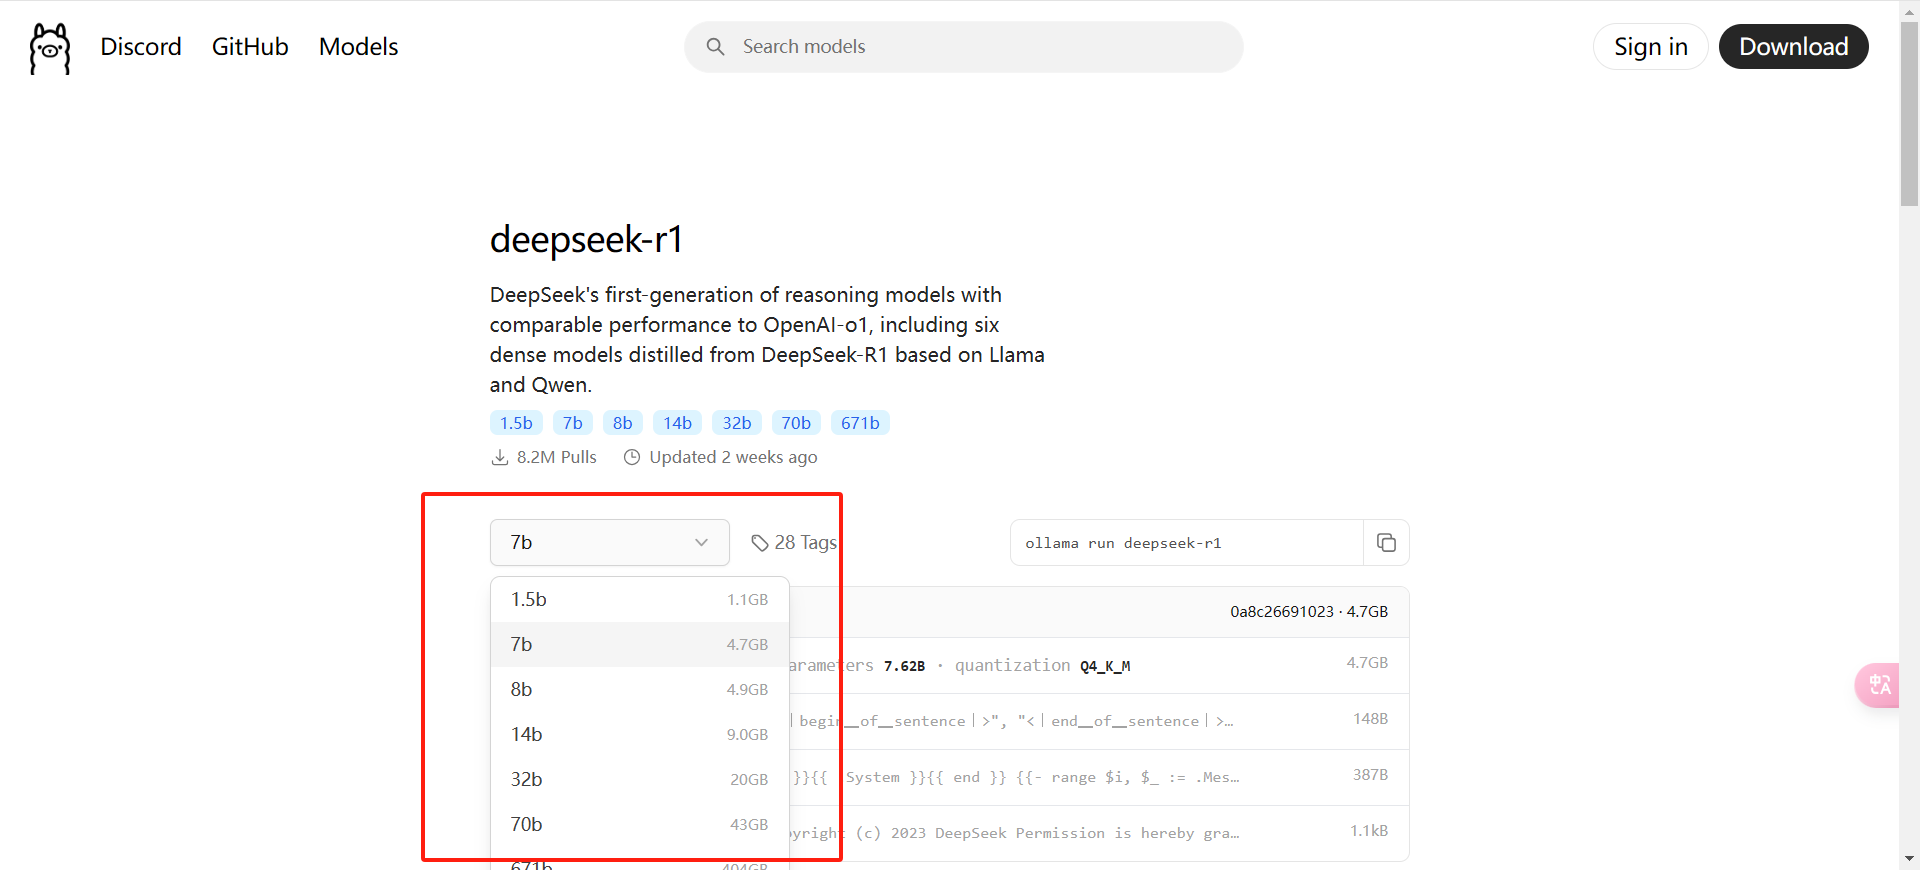 Discord GitHub Models Search models Sign in Download
deepseek-r1
DeepSeek's first-generation of reasoning models with
comparable performance to OpenAI-o1, including six
dense models distilled from DeepSeek-R1 based on Llama
and Qwen.
1.5b 7b 8b 14b 32b 70b 671b
8.2M Pulls Updated 2 weeks ago
7b 28 Tags ollama run deepseek-r1
1.5b 1.1GB
0a8c26691023 · 4.7GB
7b 4.7GB
arameters 7.62B · quantization Q4_K_M 4.7GB
8b 4.9GB
|begin_of_sentence|>", "<|end_of_sentence|>… 148B
14b 9.0GB
}}{{ .System }}{{ end }} {{- range $i, $_ := .Mes… 387B
32b 20GB
70b 43GB
pyright (c) 2023 DeepSeek Permission is hereby gra… 1.1kB
671b 404GB
中A